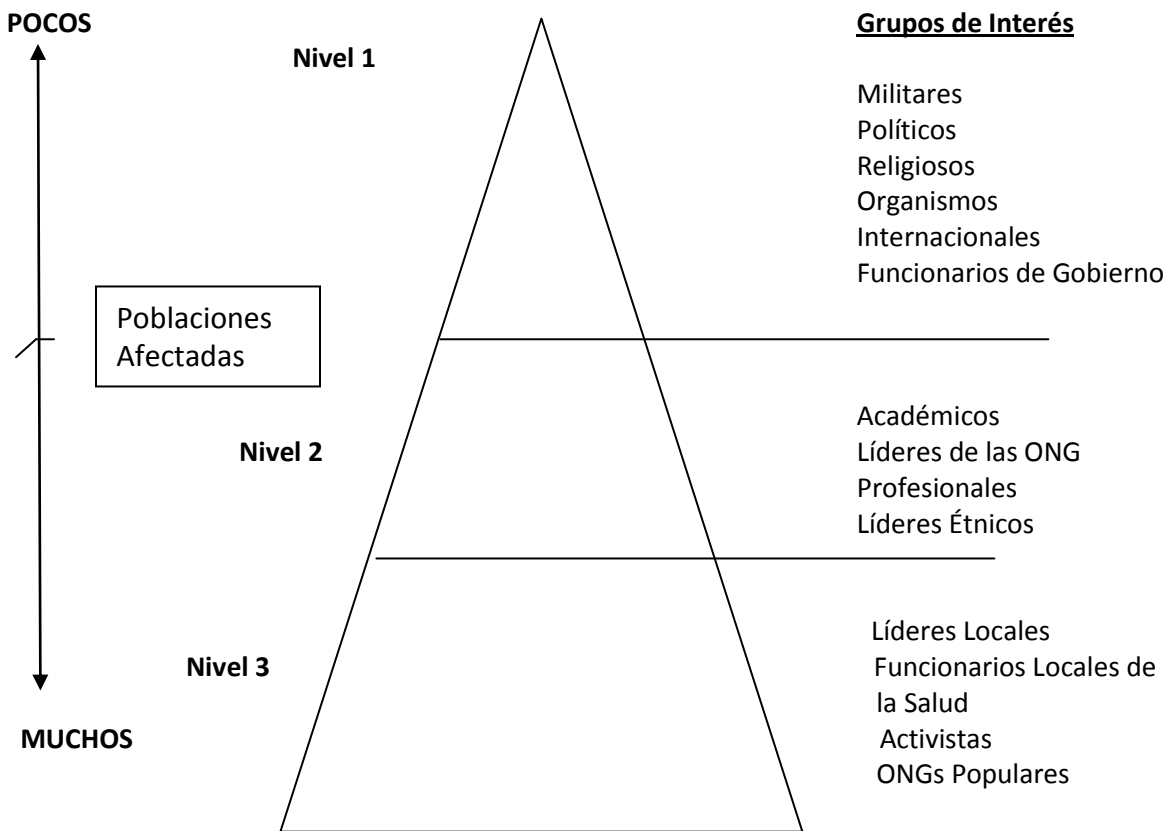 POCOS
Grupos de Interés
Nivel 1
Militares
Políticos
Religiosos
Organismos
Internacionales
Funcionarios de Gobierno
Poblaciones
Afectadas
Académicos
Nivel 2
Líderes de las ONG
Profesionales
Líderes Étnicos
Líderes Locales
Nivel 3
Funcionarios Locales de
la Salud
MUCHOS
Activistas
ONGs Populares